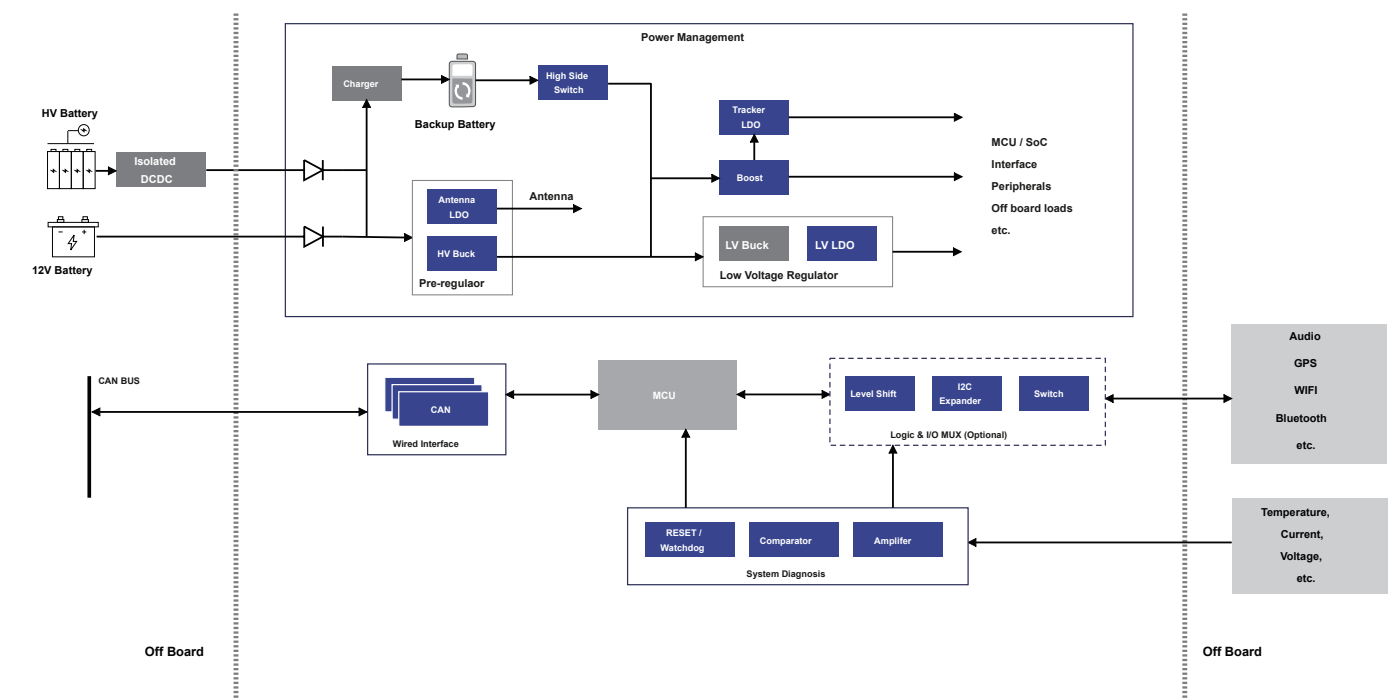 Power Management
HV Battery
Isolated
DCDC
12V Battery
Charger
Backup Battery
High Side
Switch
Antenna
LDO
Antenna
HV Buck
Pre-regulaor
Tracker
LDO
Boost
LV Buck
LV LDO
Low Voltage Regulator
MCU / SoC
Interface
Peripherals
Off board loads
etc.
CAN BUS
CAN
Wired Interface
MCU
Level Shift
I2C
Expander
Switch
Logic & I/O MUX (Optional)
Audio
GPS
WIFI
Bluetooth
etc.
RESET /
Watchdog
Comparator
Amplifer
System Diagnosis
Temperature,
Current,
Voltage,
etc.
Off Board
Off Board